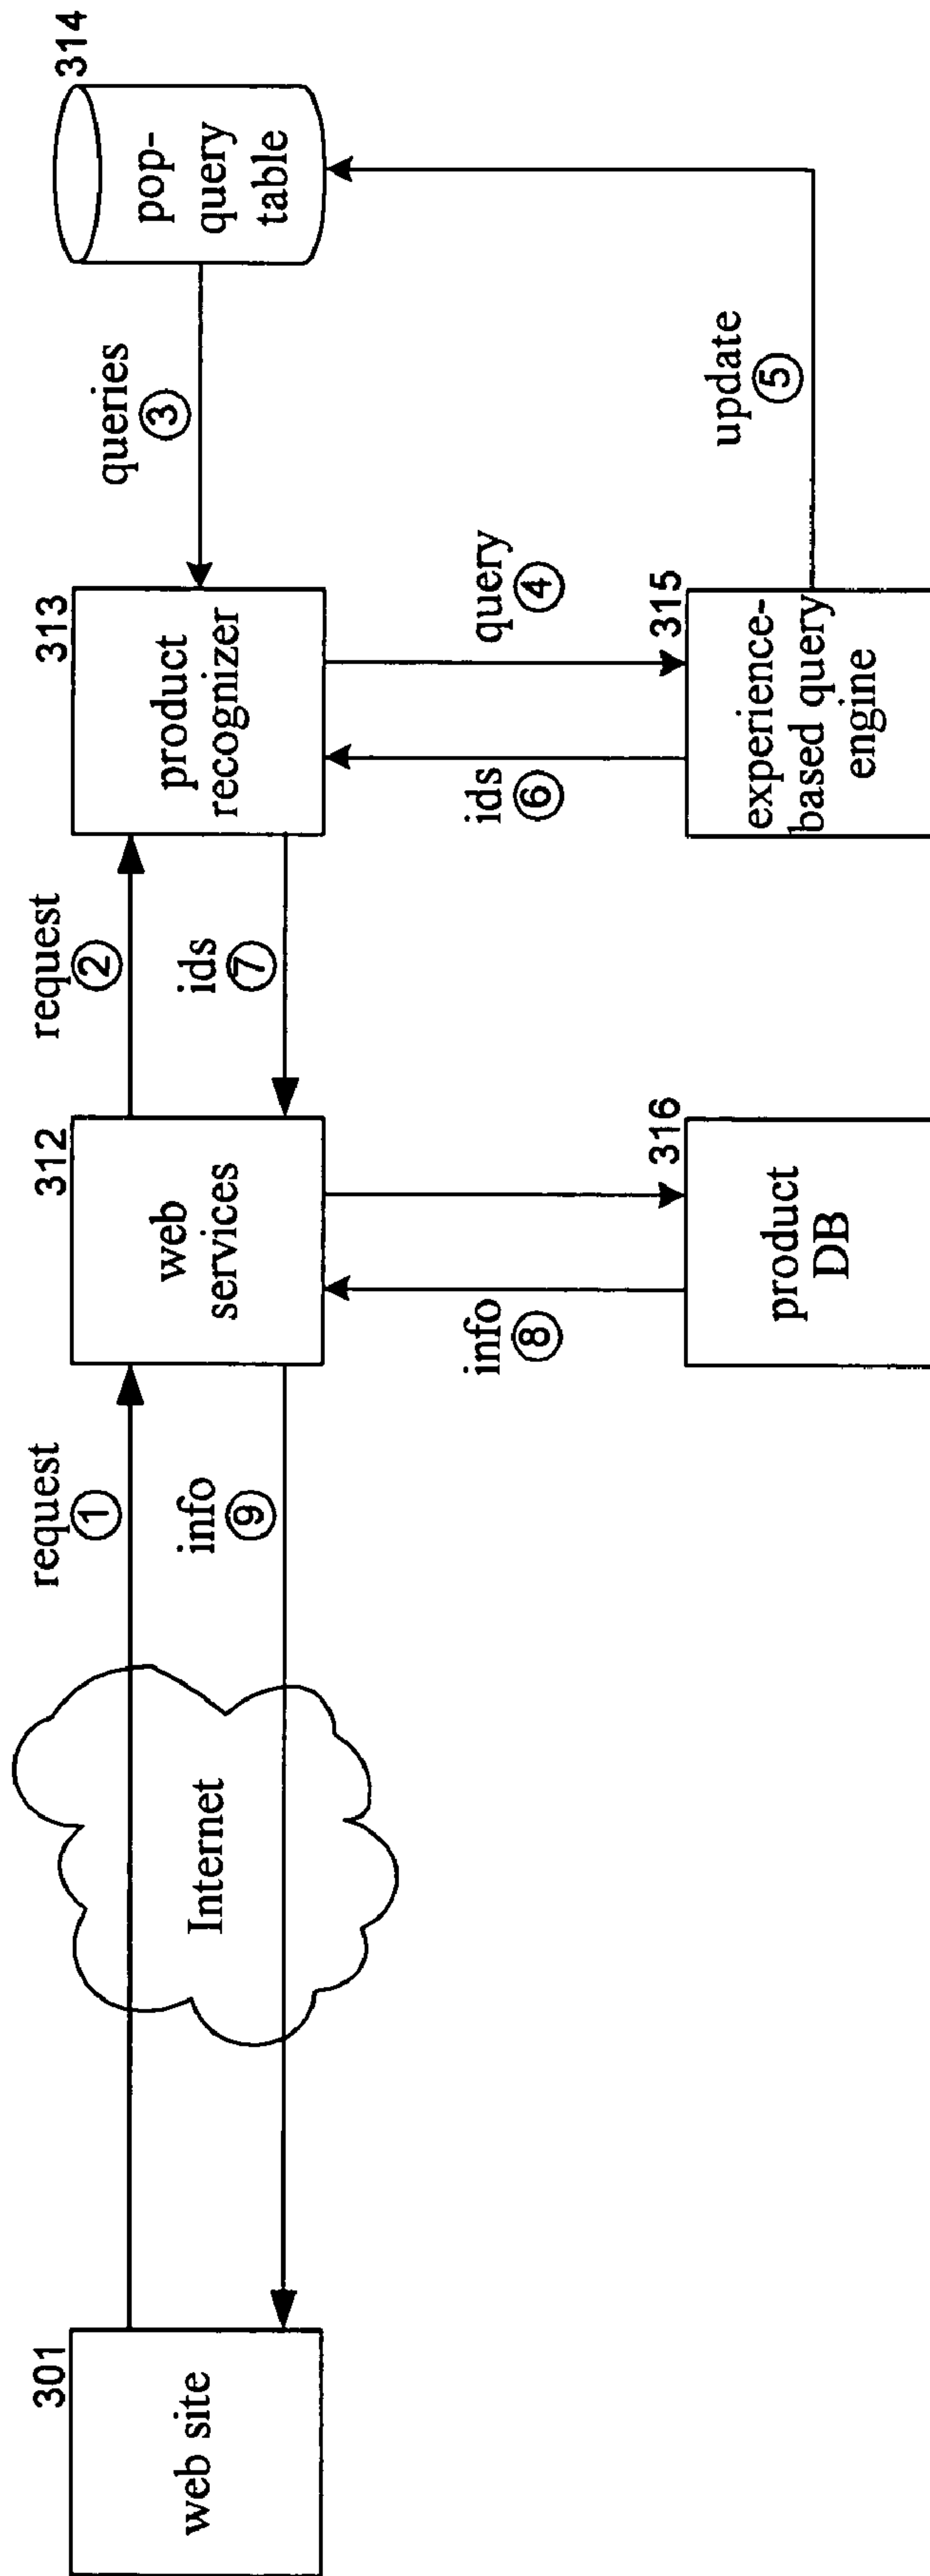 301
web site
Internet
request
①
info
⑨
312
web
services
request
②
ids
⑦
info
⑧
316
product
DB
313
product
recognizer
queries
③
314
pop-
query
table
query
④
ids
⑥
315
experience-
based query
engine
update
⑤